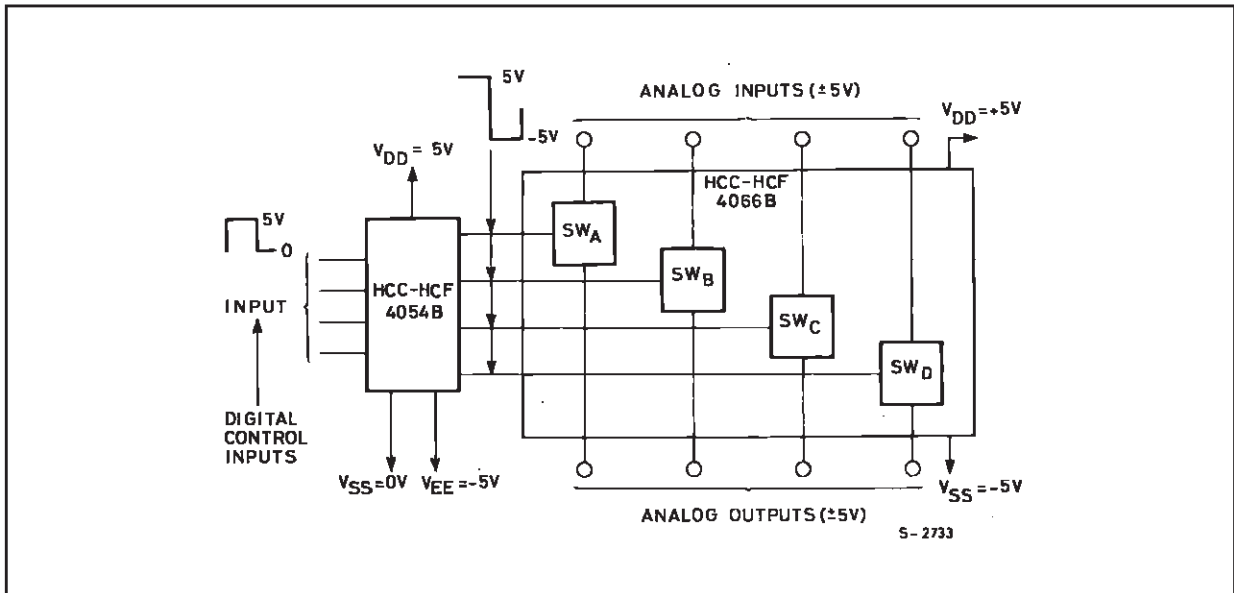 5V
-5V
ANALOG INPUTS (±5V)
VDD=+5V
VDD= 5V
HCC-HCF
4066B
5V
0
SWA
INPUT
HCC-HCF
4054B
SWB
SWC
SWD
DIGITAL
CONTROL
INPUTS
VSS=0V VEE=-5V
VSS=-5V
ANALOG OUTPUTS (±5V)
S-2733